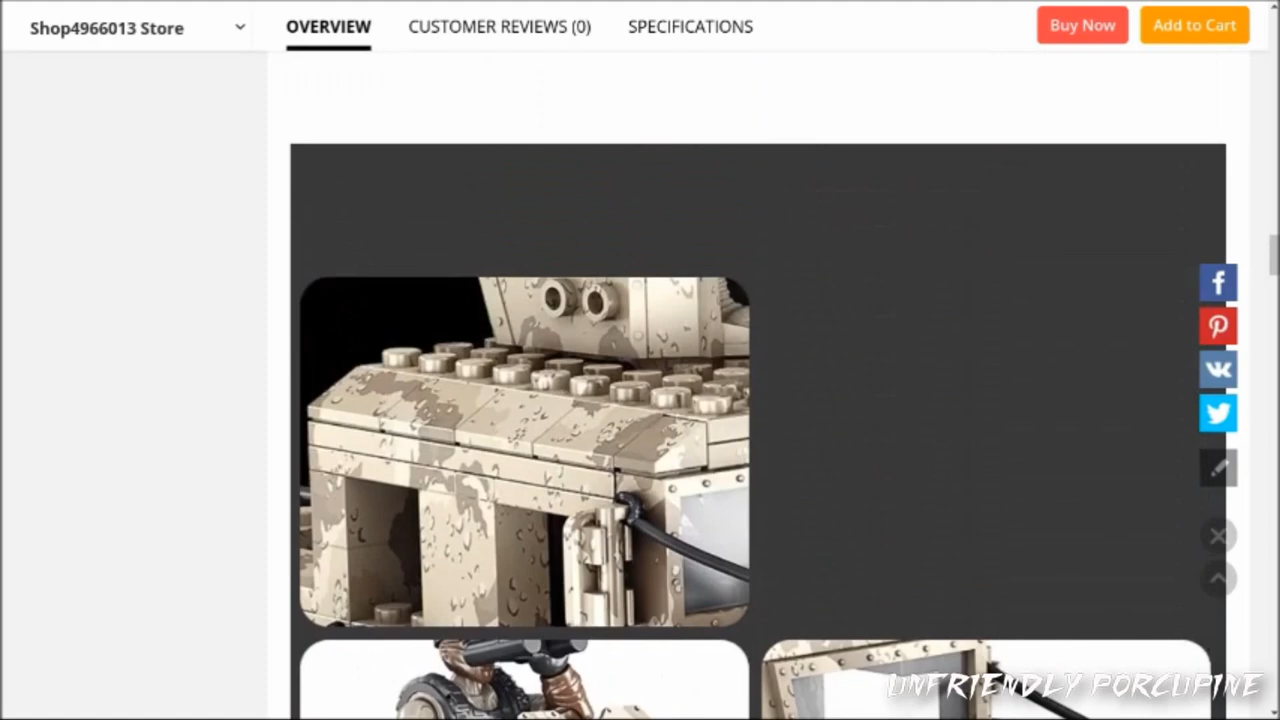 Shop4966013 Store
OVERVIEW
CUSTOMER REVIEWS (0)
SPECIFICATIONS
Buy Now
Add to Cart
UNFRIENDLY PORCUPINE